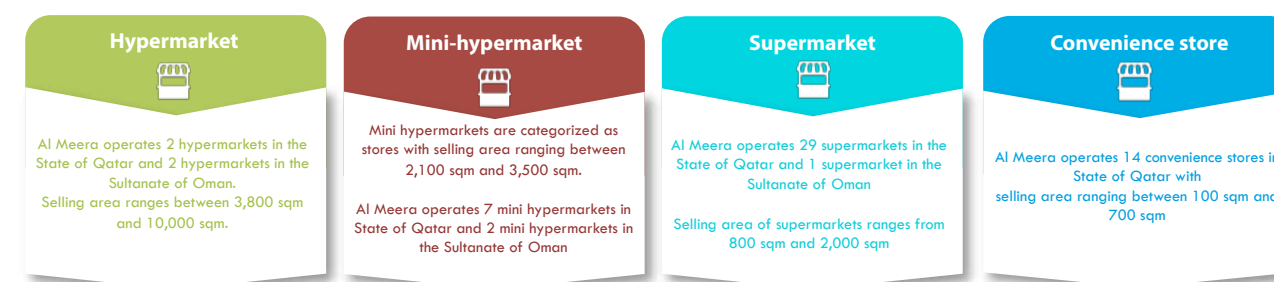 Hypermarket
Al Meera operates 2 hypermarkets in the
State of Qatar and 2 hypermarkets in the
Sultanate of Oman.
Selling area ranges between 3,800 sqm
and 10,000 sqm.
Mini-hypermarket
Mini hypermarkets are categorized as
stores with selling area ranging between
2,100 sqm and 3,500 sqm.
Al Meera operates 7 mini hypermarkets in
State of Qatar and 2 mini hypermarkets in
the Sultanate of Oman
Supermarket
Al Meera operates 29 supermarkets in the
State of Qatar and 1 supermarket in the
Sultanate of Oman
Selling area of supermarkets ranges from
800 sqm and 2,000 sqm
Convenience store
Al Meera operates 14 convenience stores in
State of Qatar with
selling area ranging between 100 sqm and
700 sqm